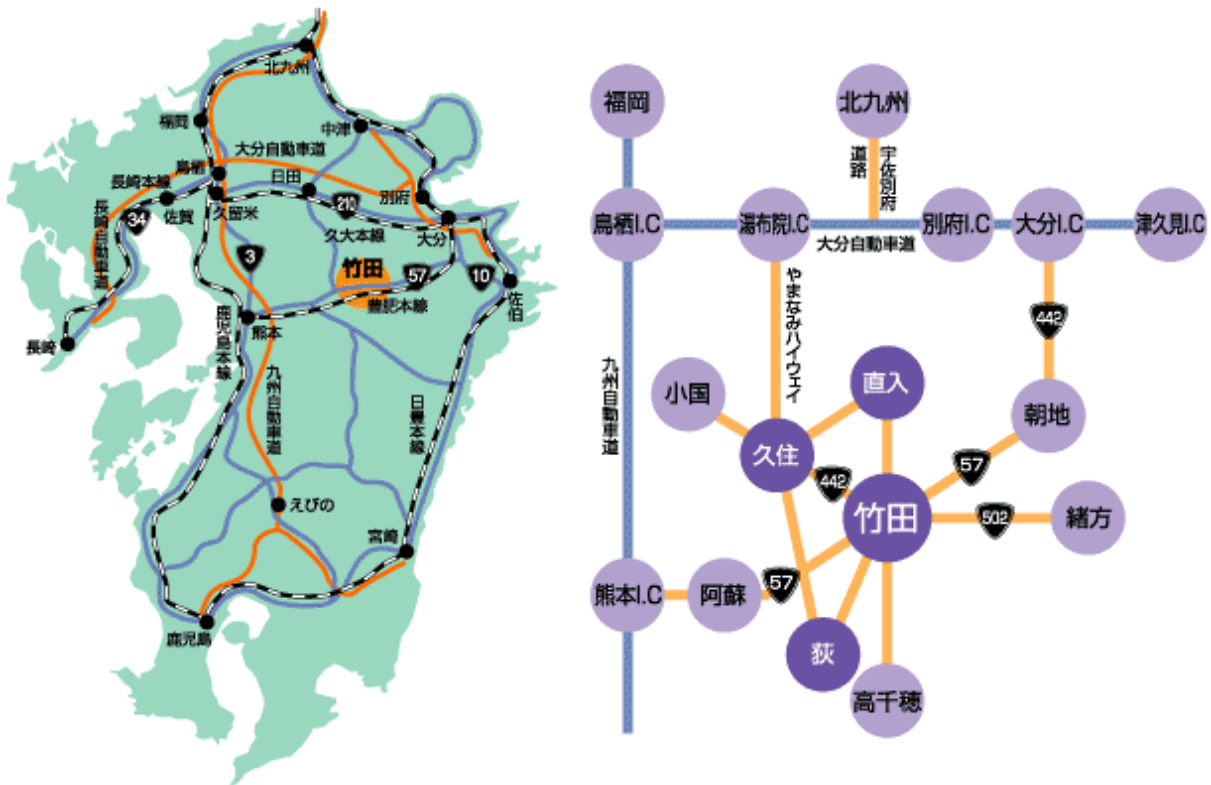 北九州
福岡
中津
大分自動車道
鳥栖
長崎本線
日田
別府
佐賀
久留米
210
34
長崎自動車道
久大本線
大分
3
竹田
57
10
豊肥本線
佐伯
熊本
鹿児島本線
長崎
九州自動車道
日豊本線
えびの
宮崎
鹿児島
福岡
北九州
宇佐別府
道路
鳥栖I.C
湯布院I.C
別府I.C
大分I.C
津久見I.C
大分自動車道
やまなみハイウェイ
442
九州自動車道
小国
直入
朝地
久住
57
442
竹田
502
緒方
熊本I.C
阿蘇
57
荻
高千穂